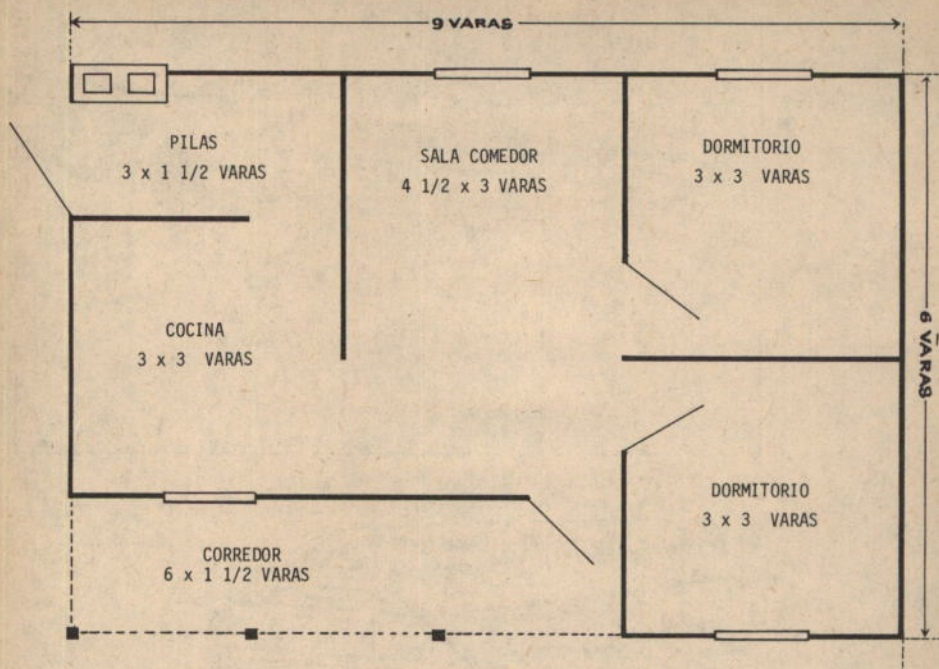 9 VARAS
PILAS
3 x 1 1/2 VARAS
SALA COMEDOR
4 1/2 x 3 VARAS
DORMITORIO
3 x 3 VARAS
COCINA
3 x 3 VARAS
6 VARAS
DORMITORIO
3 x 3 VARAS
CORREDOR
6 x 1 1/2 VARAS